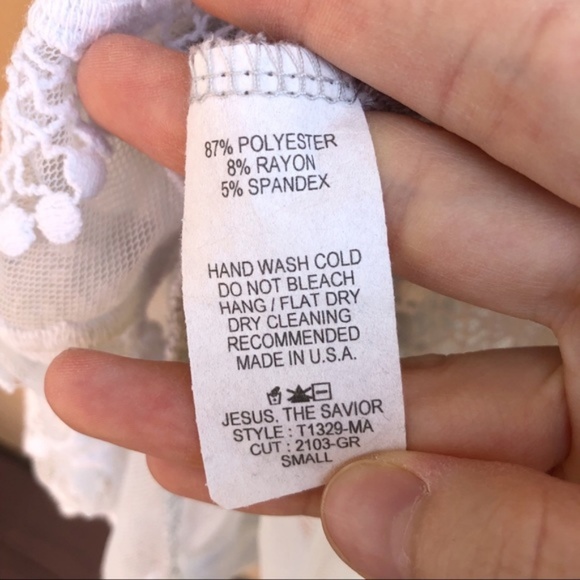 87% POLYESTER
8% RAYON
5% SPANDEX
HAND WASH COLD
DO NOT BLEACH
HANG / FLAT DRY
DRY CLEANING
RECOMMENDED
MADE IN U.S.A.
JESUS. THE SAVIOR
STYLE : T1329-MA
CUT : 2103-GR
SMALL